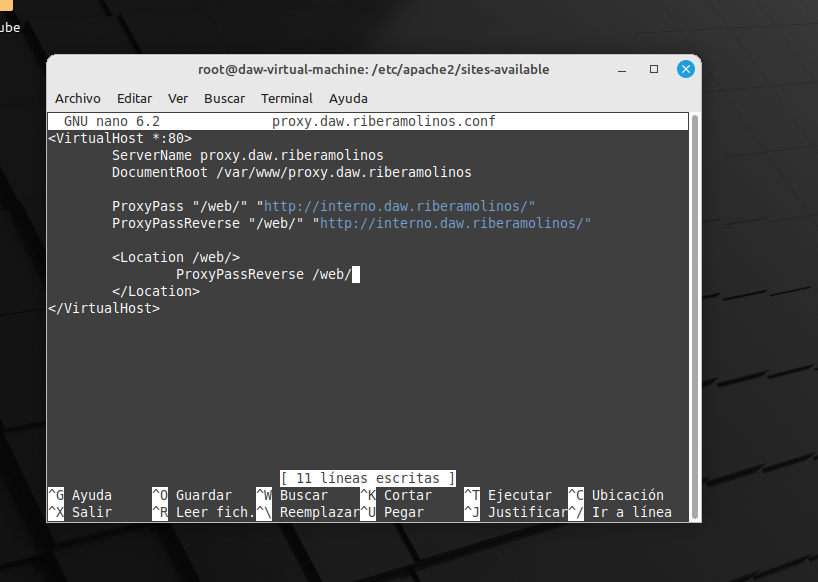 ube
root@daw-virtual-machine: /etc/apache2/sites-available
Archivo Editar Ver Buscar Terminal Ayuda
GNU nano 6.2 proxy.daw.riberamolinos.conf
<VirtualHost *:80>
ServerName proxy.daw.riberamolinos
DocumentRoot /var/www/proxy.daw.riberamolinos
ProxyPass "/web/" "http://interno.daw.riberamolinos/"
ProxyPassReverse "/web/" "http://interno.daw.riberamolinos/"
<Location /web/>
ProxyPassReverse /web/
</Location>
</VirtualHost>
[ 11 líneas escritas ]
^G Ayuda ^O Guardar ^W Buscar ^K Cortar ^T Ejecutar ^C Ubicación
^X Salir ^R Leer fich. ^\ Reemplazar ^U Pegar ^J Justificar ^/ Ir a línea